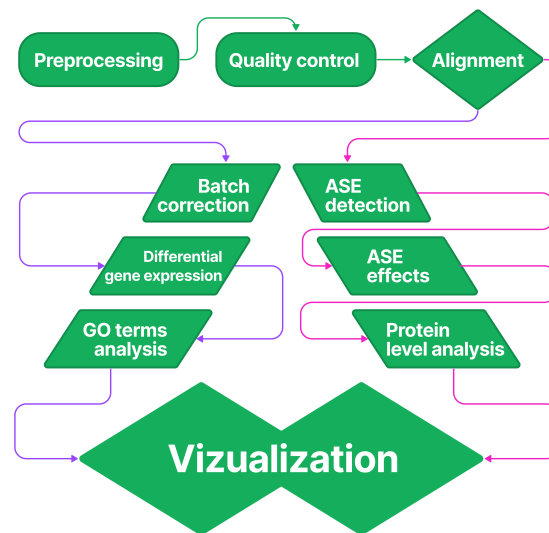 Preprocessing
Quality control
Alignment
Batch
correction
ASE
detection
Differential
gene expression
ASE
effects
GO terms
analysis
Protein
level analysis
Vizualization